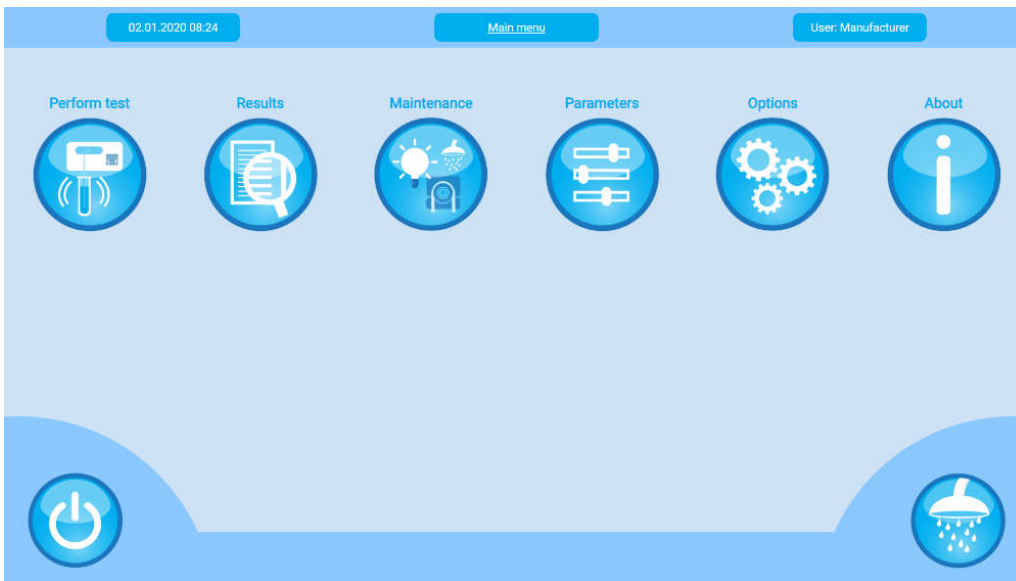 02.01.2020 08:24
Main menu
User: Manufacturer
Perform test
Results
Maintenance
Parameters
Options
About